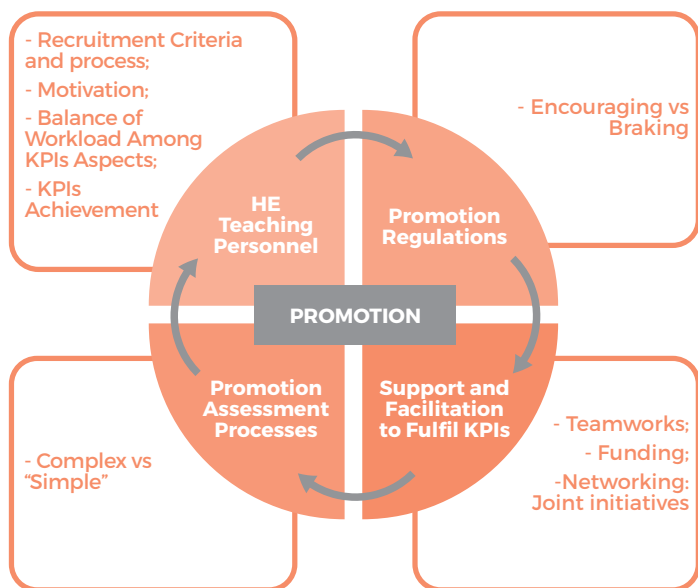 - Recruitment Criteria
and process;
- Motivation;
- Balance of
Workload Among
KPIs Aspects;
- KPIs
Achievement
- Encouraging vs
Braking
HE
Teaching
Personnel
Promotion
Regulations
PROMOTION
Promotion
Assessment
Processes
Support and
Facilitation
to Fulfil KPIs
- Complex vs
“Simple”
- Teamworks;
- Funding;
-Networking:
Joint initiatives